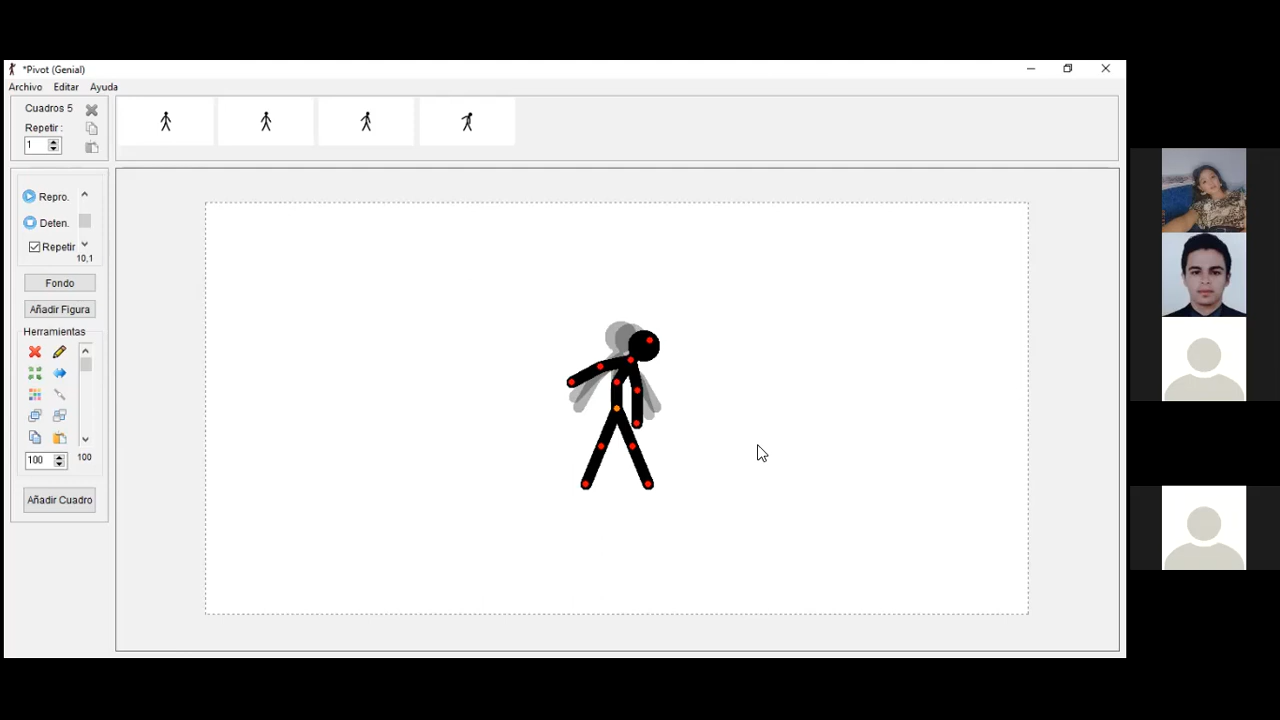 *Pivot (Genial)
Archivo Editar Ayuda
Cuadros 5
Repetir :
1
Repro.
Deten.
Repetir
10,1
Fondo
Añadir Figura
Herramientas
100 100
Añadir Cuadro